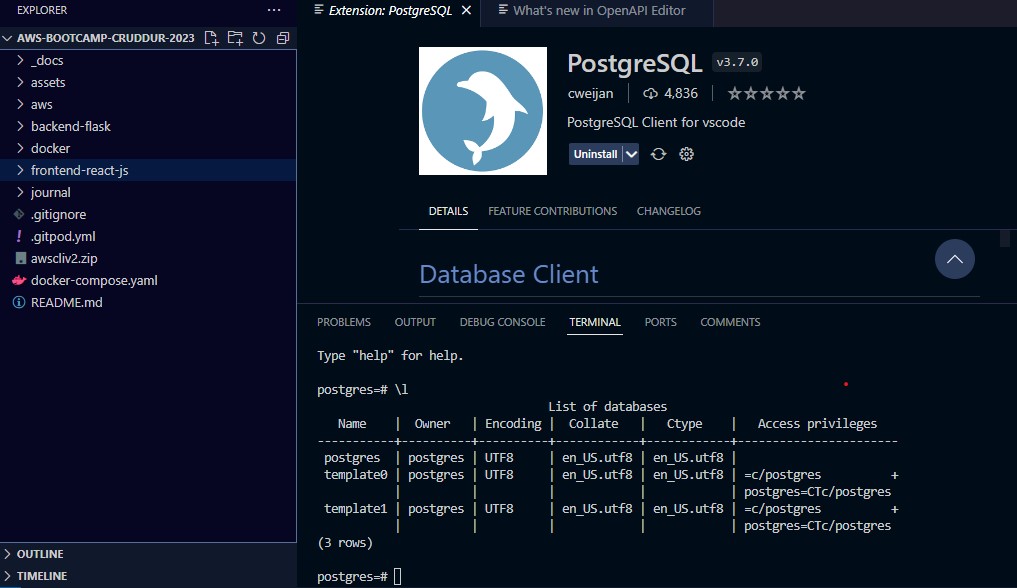 EXPLORER
AWS-BOOTCAMP-CRUDDUR-2023
_docs
assets
aws
backend-flask
docker
frontend-react-js
journal
.gitignore
.gitpod.yml
awscliv2.zip
docker-compose.yaml
README.md
OUTLINE
TIMELINE
Extension: PostgreSQL
What's new in OpenAPI Editor
PostgreSQL v3.7.0
cweijan | 4,836 |
PostgreSQL Client for vscode
Uninstall
DETAILS FEATURE CONTRIBUTIONS CHANGELOG
Database Client
PROBLEMS OUTPUT DEBUG CONSOLE TERMINAL PORTS COMMENTS
Type "help" for help.
postgres=# \l
List of databases
Name | Owner | Encoding | Collate | Ctype | Access privileges
-----------+----------+----------+------------+------------+-----------------------
postgres | postgres | UTF8 | en_US.utf8 | en_US.utf8 |
template0 | postgres | UTF8 | en_US.utf8 | en_US.utf8 | =c/postgres +
| | | | | postgres=CTc/postgres
template1 | postgres | UTF8 | en_US.utf8 | en_US.utf8 | =c/postgres +
| | | | | postgres=CTc/postgres
(3 rows)
postgres=#